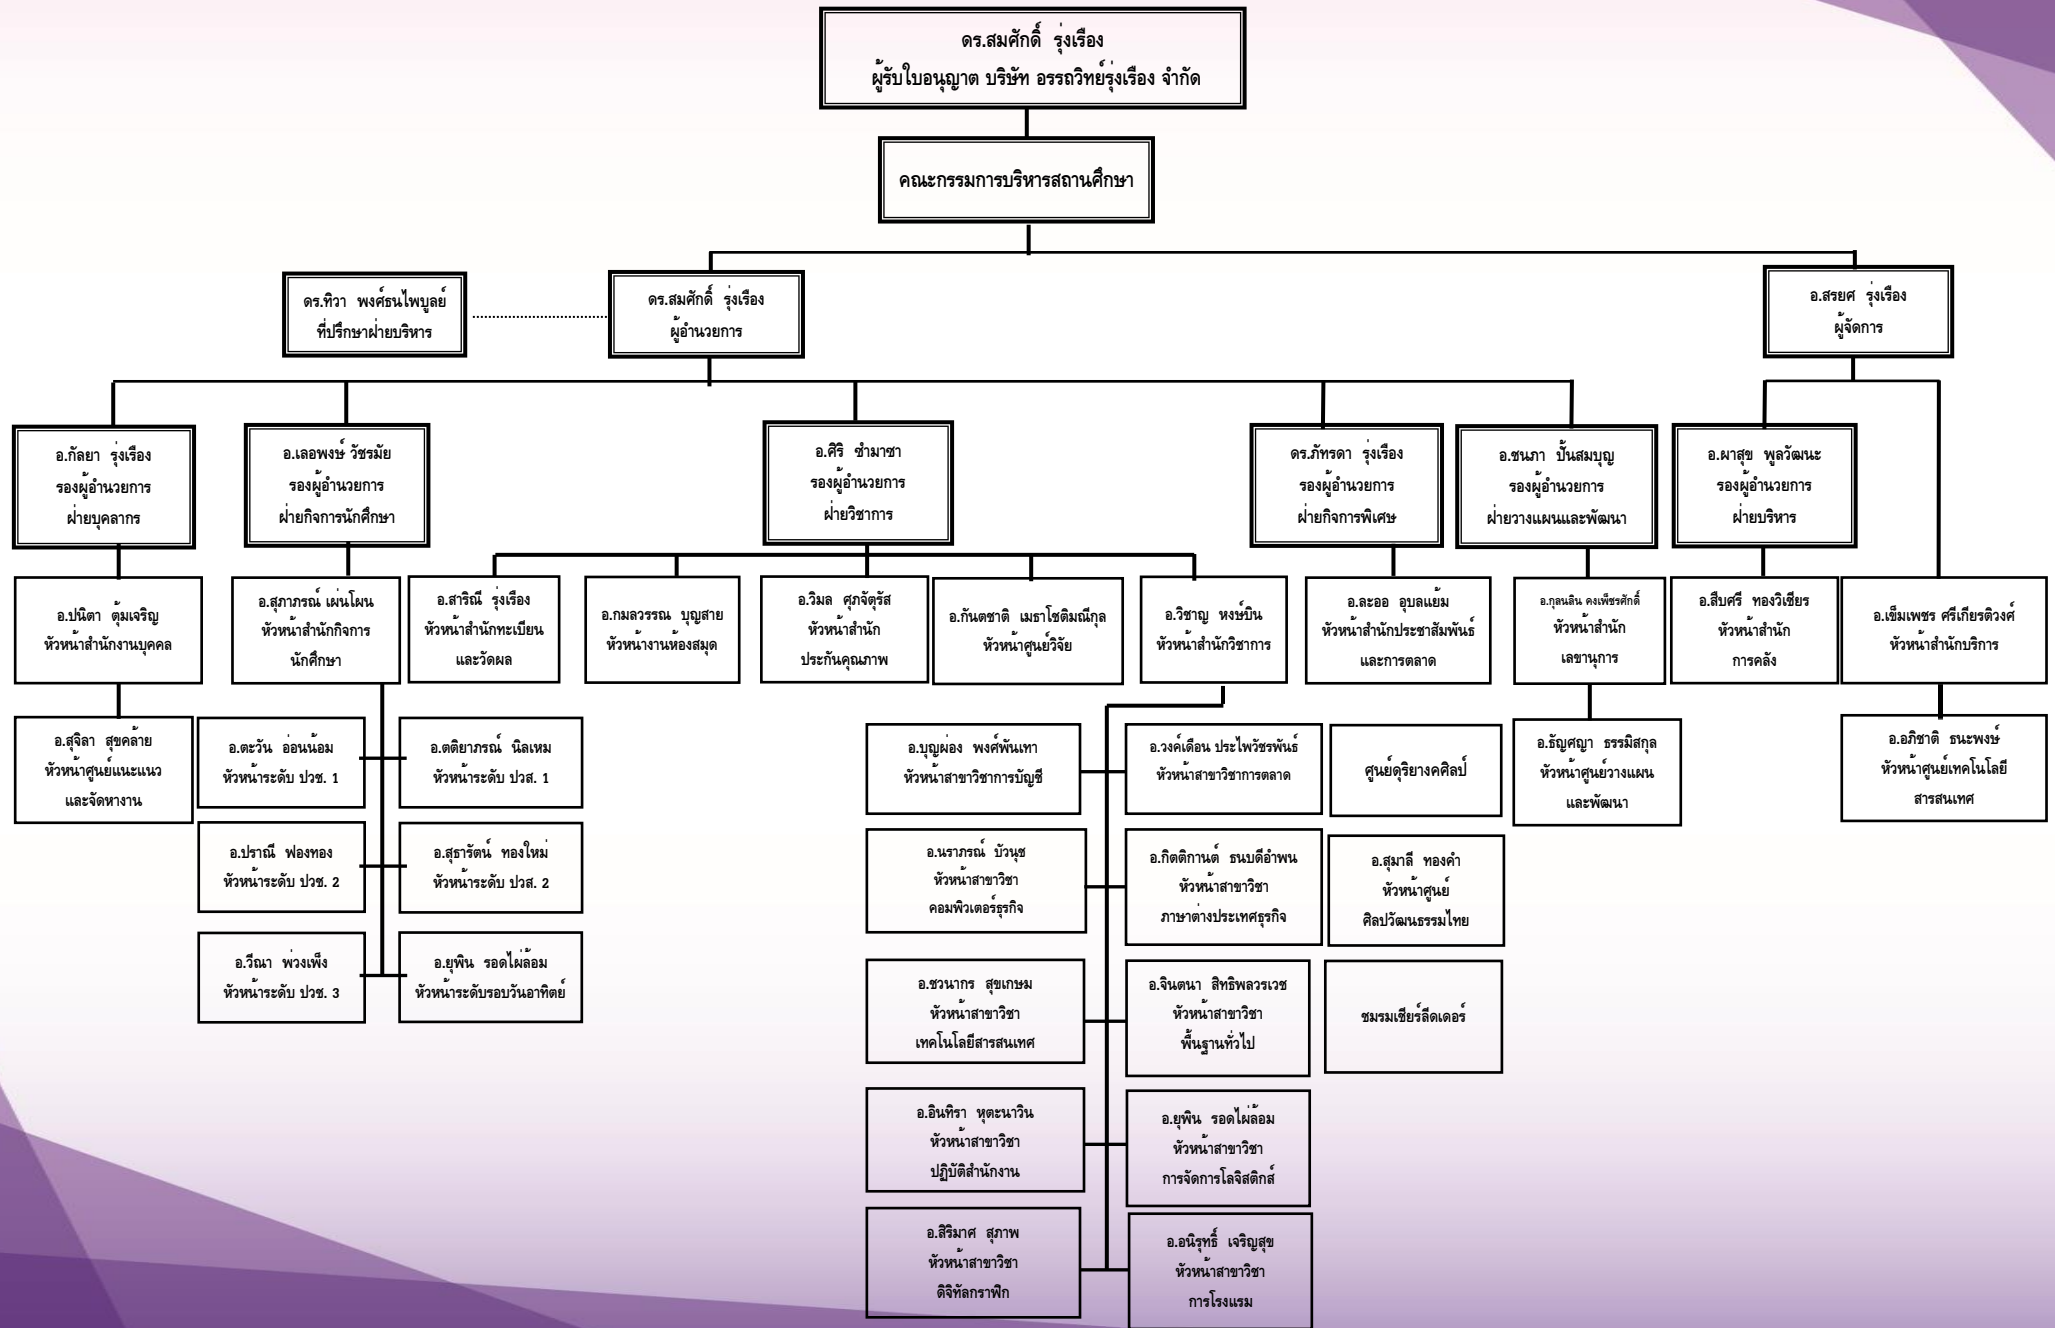 ดร.สมศักดิ์ รุ่งเรือง
ผู้รับใบอนุญาต บริษัท อรรถวิทย์รุ่งเรือง จำกัด
คณะกรรมการบริหารสถานศึกษา
ดร.ทิวา พงศ์ธนไพบูลย์
ที่ปรึกษาฝ่ายบริหาร
ดร.สมศักดิ์ รุ่งเรือง
ผู้อำนวยการ
อ.สรยศ รุ่งเรือง
ผู้จัดการ
อ.กัลยา รุ่งเรือง
รองผู้อำนวยการ
ฝ่ายบุคลากร
อ.เลอพงษ์ วัชรมัย
รองผู้อำนวยการ
ฝ่ายกิจการนักศึกษา
อ.ศิริ ซำมาซา
รองผู้อำนวยการ
ฝ่ายวิชาการ
ดร.ภัทรดา รุ่งเรือง
รองผู้อำนวยการ
ฝ่ายกิจการพิเศษ
อ.ชนภา ปั้นสมบุญ
รองผู้อำนวยการ
ฝ่ายวางแผนและพัฒนา
อ.ผาสุข พูลวัฒนะ
รองผู้อำนวยการ
ฝ่ายบริหาร
อ.ปนิตา ตุ้มเจริญ
หัวหน้าสำนักงานบุคคล
อ.สุภาภรณ์ เผ่นโผน
หัวหน้าสำนักกิจการ
นักศึกษา
อ.สาริณี รุ่งเรือง
หัวหน้าสำนักทะเบียน
และวัดผล
อ.กมลวรรณ บุญสาย
หัวหน้างานห้องสมุด
อ.วิมล ศุภจัตุรัส
หัวหน้าสำนัก
ประกันคุณภาพ
อ.กันตชาติ เมธาโชติมณีกุล
หัวหน้าศูนย์วิจัย
อ.วิชาญ หงษ์บิน
หัวหน้าสำนักวิชาการ
อ.ละออ อุบลแย้ม
หัวหน้าสำนักประชาสัมพันธ์
และการตลาด
อ.กุลนลิน คงเพ็ชรศักดิ์
หัวหน้าสำนัก
เลขานุการ
อ.สืบศรี ทองวิเชียร
หัวหน้าสำนัก
การคลัง
อ.เข็มเพชร ศรีเกียรติวงศ์
หัวหน้าสำนักบริการ
อ.สุจิลา สุขคล้าย
หัวหน้าศูนย์แนะแนว
และจัดหางาน
อ.ตะวัน อ่อนน้อม
หัวหน้าระดับ ปวช. 1
อ.ตติยาภรณ์ นิลเหม
หัวหน้าระดับ ปวส. 1
อ.ปราณี ฟองทอง
หัวหน้าระดับ ปวช. 2
อ.สุธารัตน์ ทองใหม่
หัวหน้าระดับ ปวส. 2
อ.วีณา พ่วงเพ็ง
หัวหน้าระดับ ปวช. 3
อ.ยุพิน รอดไผ่ล้อม
หัวหน้าระดับรอบวันอาทิตย์
อ.บุญผ่อง พงศ์พันเทา
หัวหน้าสาขาวิชาการบัญชี
อ.วงค์เดือน ประไพวัชรพันธ์
หัวหน้าสาขาวิชาการตลาด
ศูนย์ดุริยางคศิลป์
อ.ธัญศญา ธรรมิสกุล
หัวหน้าศูนย์วางแผน
และพัฒนา
อ.อภิชาติ ธนะพงษ์
หัวหน้าศูนย์เทคโนโลยี
สารสนเทศ
อ.นราภรณ์ บัวนุช
หัวหน้าสาขาวิชา
คอมพิวเตอร์ธุรกิจ
อ.กิตติกานต์ ธนบดีอำพน
หัวหน้าสาขาวิชา
ภาษาต่างประเทศธุรกิจ
อ.สุมาลี ทองคำ
หัวหน้าศูนย์
ศิลปวัฒนธรรมไทย
อ.ชวนากร สุขเกษม
หัวหน้าสาขาวิชา
เทคโนโลยีสารสนเทศ
อ.จินตนา สิทธิพลวรเวช
หัวหน้าสาขาวิชา
พื้นฐานทั่วไป
ชมรมเชียร์ลีดเดอร์
อ.อินทิรา หุตะนาวิน
หัวหน้าสาขาวิชา
ปฏิบัติสำนักงาน
อ.ยุพิน รอดไผ่ล้อม
หัวหน้าสาขาวิชา
การจัดการโลจิสติกส์
อ.สิริมาศ สุภาพ
หัวหน้าสาขาวิชา
ดิจิทัลกราฟิก
อ.อนิรุทธิ์ เจริญสุข
หัวหน้าสาขาวิชา
การโรงแรม